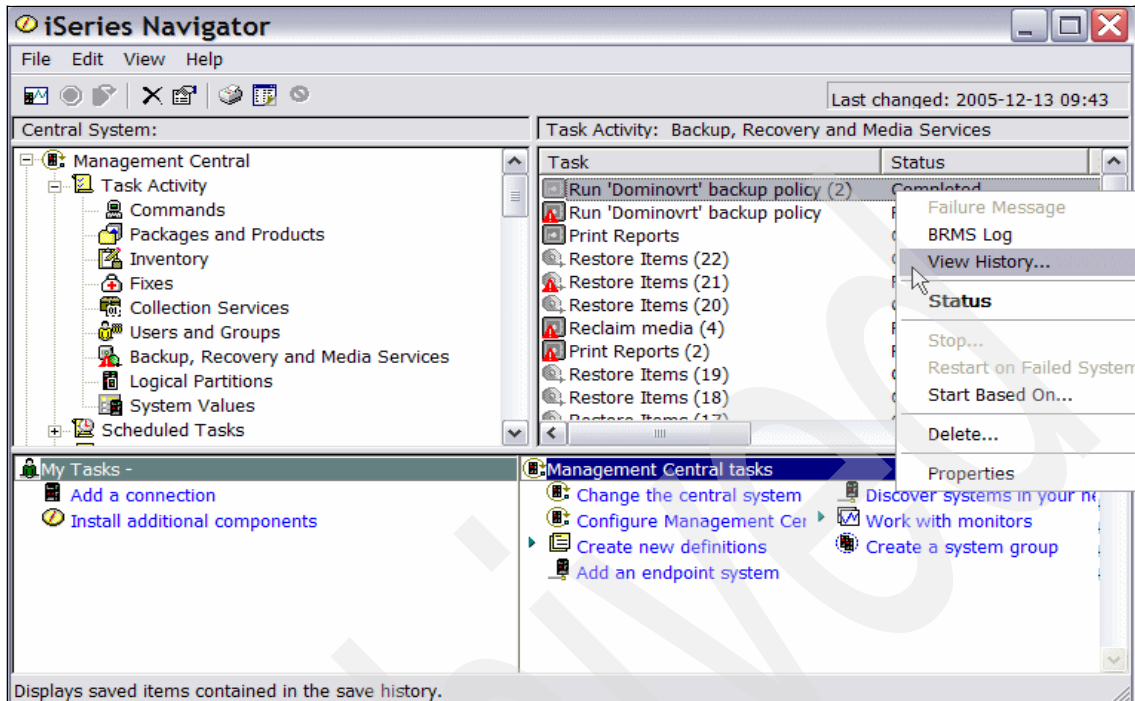 iSeries Navigator
File Edit View Help
Last changed: 2005-12-13 09:43
Central System:
Task Activity: Backup, Recovery and Media Services
Management Central
Task Activity
Commands
Packages and Products
Inventory
Fixes
Collection Services
Users and Groups
Backup, Recovery and Media Services
Logical Partitions
System Values
Scheduled Tasks
Task Status
Run 'Dominovrt' backup policy (2) Completed
Run 'Dominovrt' backup policy
Print Reports
Restore Items (22)
Restore Items (21)
Restore Items (20)
Reclaim media (4)
Print Reports (2)
Restore Items (19)
Restore Items (18)
Restore Items (17)
Failure Message
BRMS Log
View History...
Status
Stop...
Restart on Failed System
Start Based On...
Delete...
Properties
My Tasks -
Add a connection
Install additional components
Management Central tasks
Change the central system
Configure Management Cer
Create new definitions
Add an endpoint system
Discover systems in your ne
Work with monitors
Create a system group
Displays saved items contained in the save history.